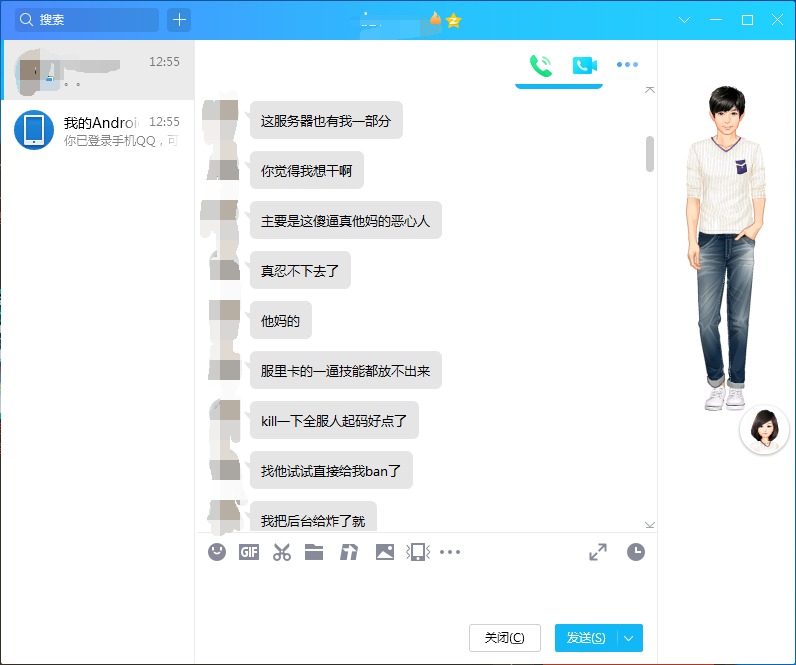 搜索
12:55
我的Androi
12:55
你已登录手机QQ，可
这服务器也有我一部分
你觉得我想干啊
主要是这傻逼真他妈的恶心人
真忍不下去了
他妈的
服里卡的一逼技能都放不出来
kill一下全服人起码好点了
找他试试直接给我ban了
我把后台给炸了就
GIF
关闭(C)
发送(S)